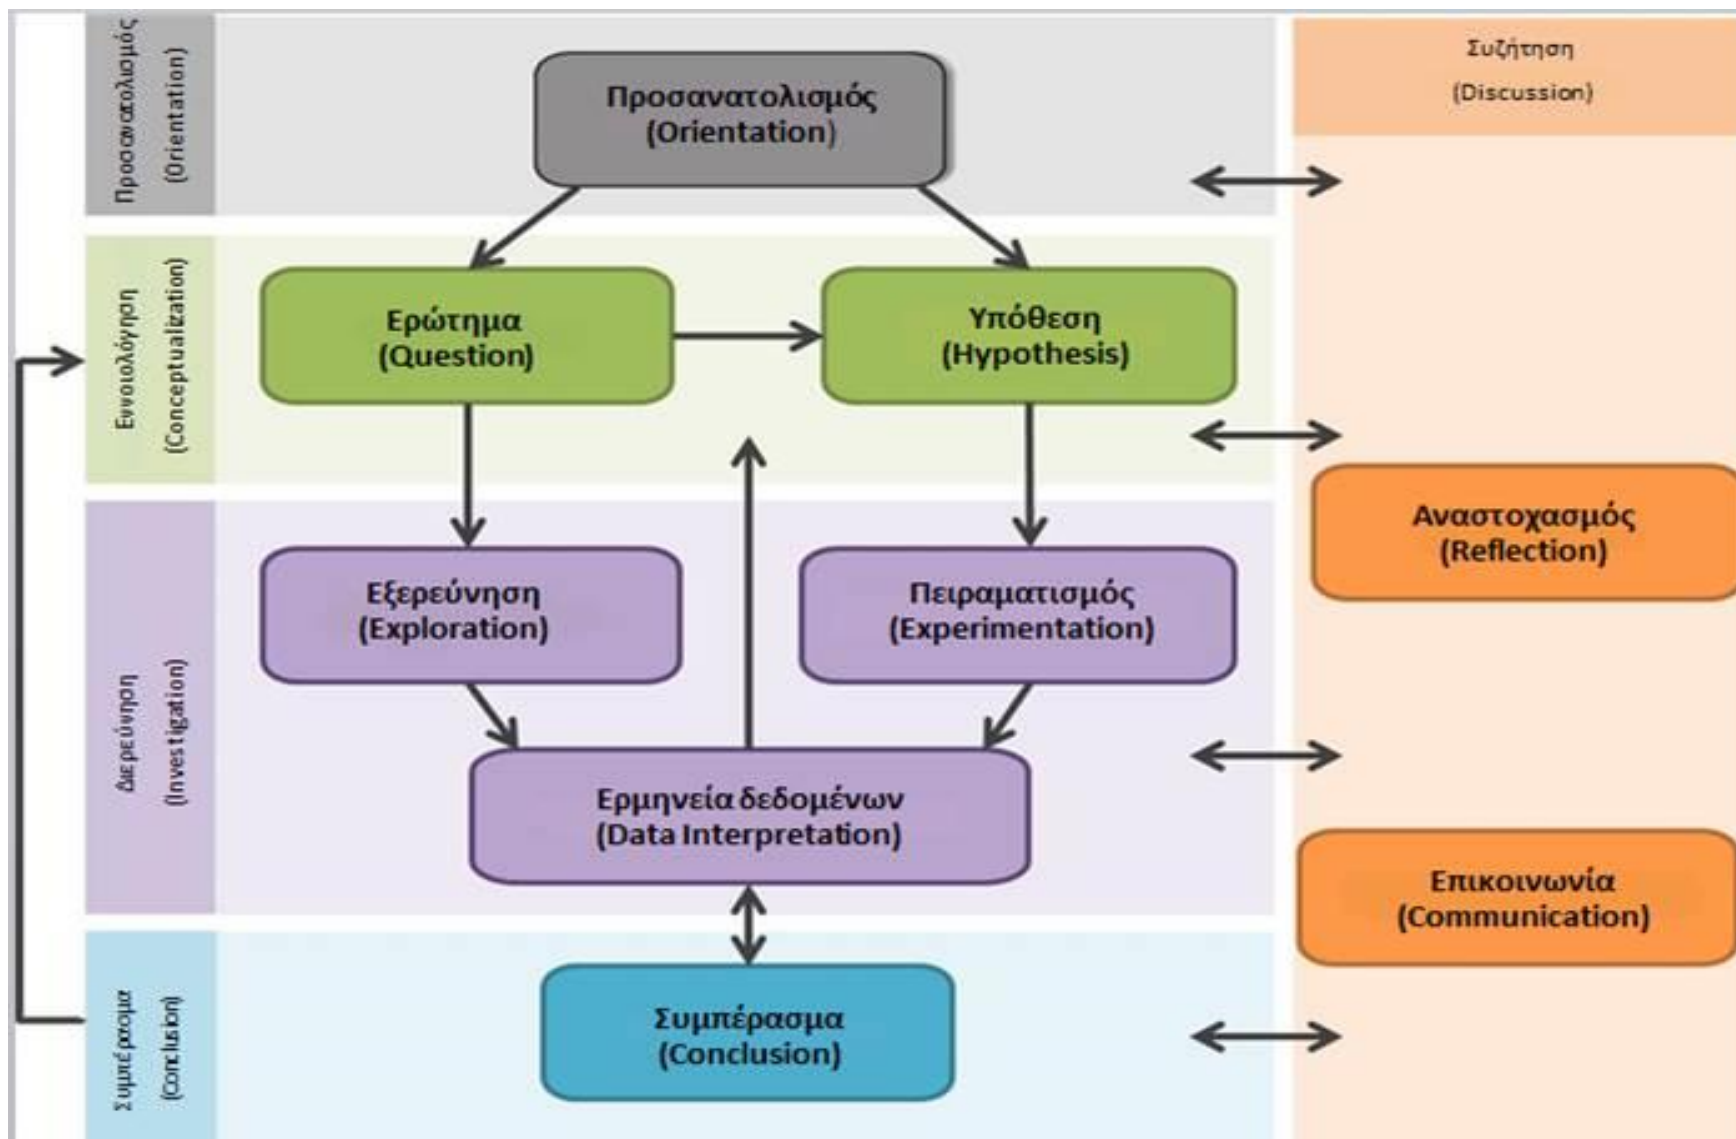 Προσανατολισμός
(Orientation)
Προσανατολισμός
(Orientation)
Συζήτηση
(Discussion)
Εννοιολόγηση
(Conceptualization)
Ερώτημα
(Question)
Υπόθεση
(Hypothesis)
Αναστοχασμός
(Reflection)
Διερεύνηση
(Investigation)
Εξερεύνηση
(Exploration)
Πειραματισμός
(Experimentation)
Ερμηνεία δεδομένων
(Data Interpretation)
Επικοινωνία
(Communication)
Συμπέρασμα
(Conclusion)
Συμπέρασμα
(Conclusion)